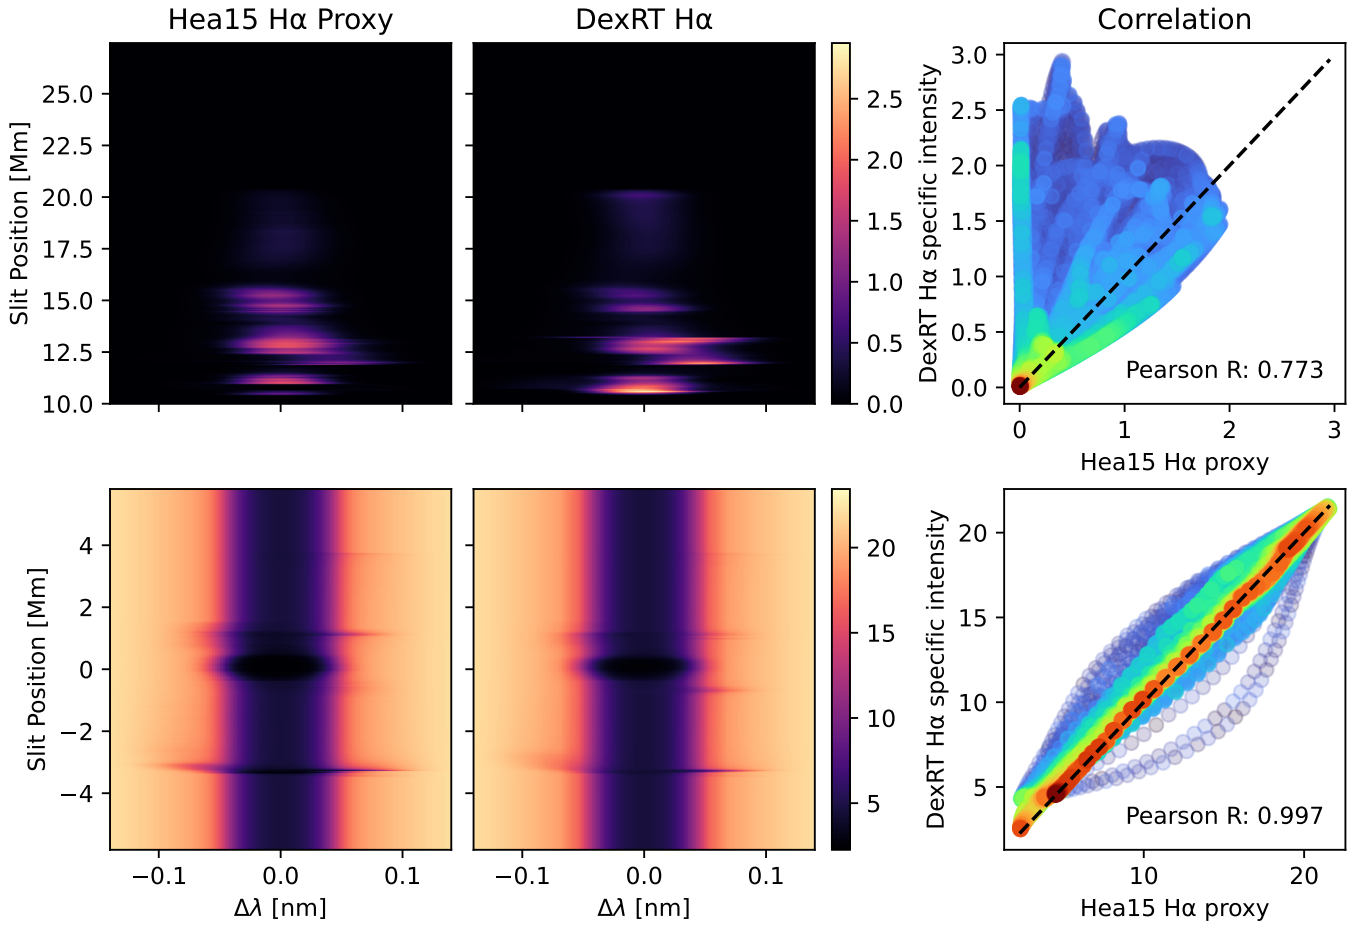 Hea15 Hα Proxy
DexRT Hα
Correlation
Slit Position [Mm]
25.0
22.5
20.0
17.5
15.0
12.5
10.0
2.5
2.0
1.5
1.0
0.5
0.0
DexRT Hα specific intensity
3.0
2.5
2.0
1.5
1.0
0.5
0.0
Pearson R: 0.773
0 1 2 3
Hea15 Hα proxy
Slit Position [Mm]
4
2
0
−2
−4
−0.1 0.0 0.1
Δλ [nm]
−0.1 0.0 0.1
Δλ [nm]
20
15
10
5
DexRT Hα specific intensity
20
15
10
5
Pearson R: 0.997
10 20
Hea15 Hα proxy